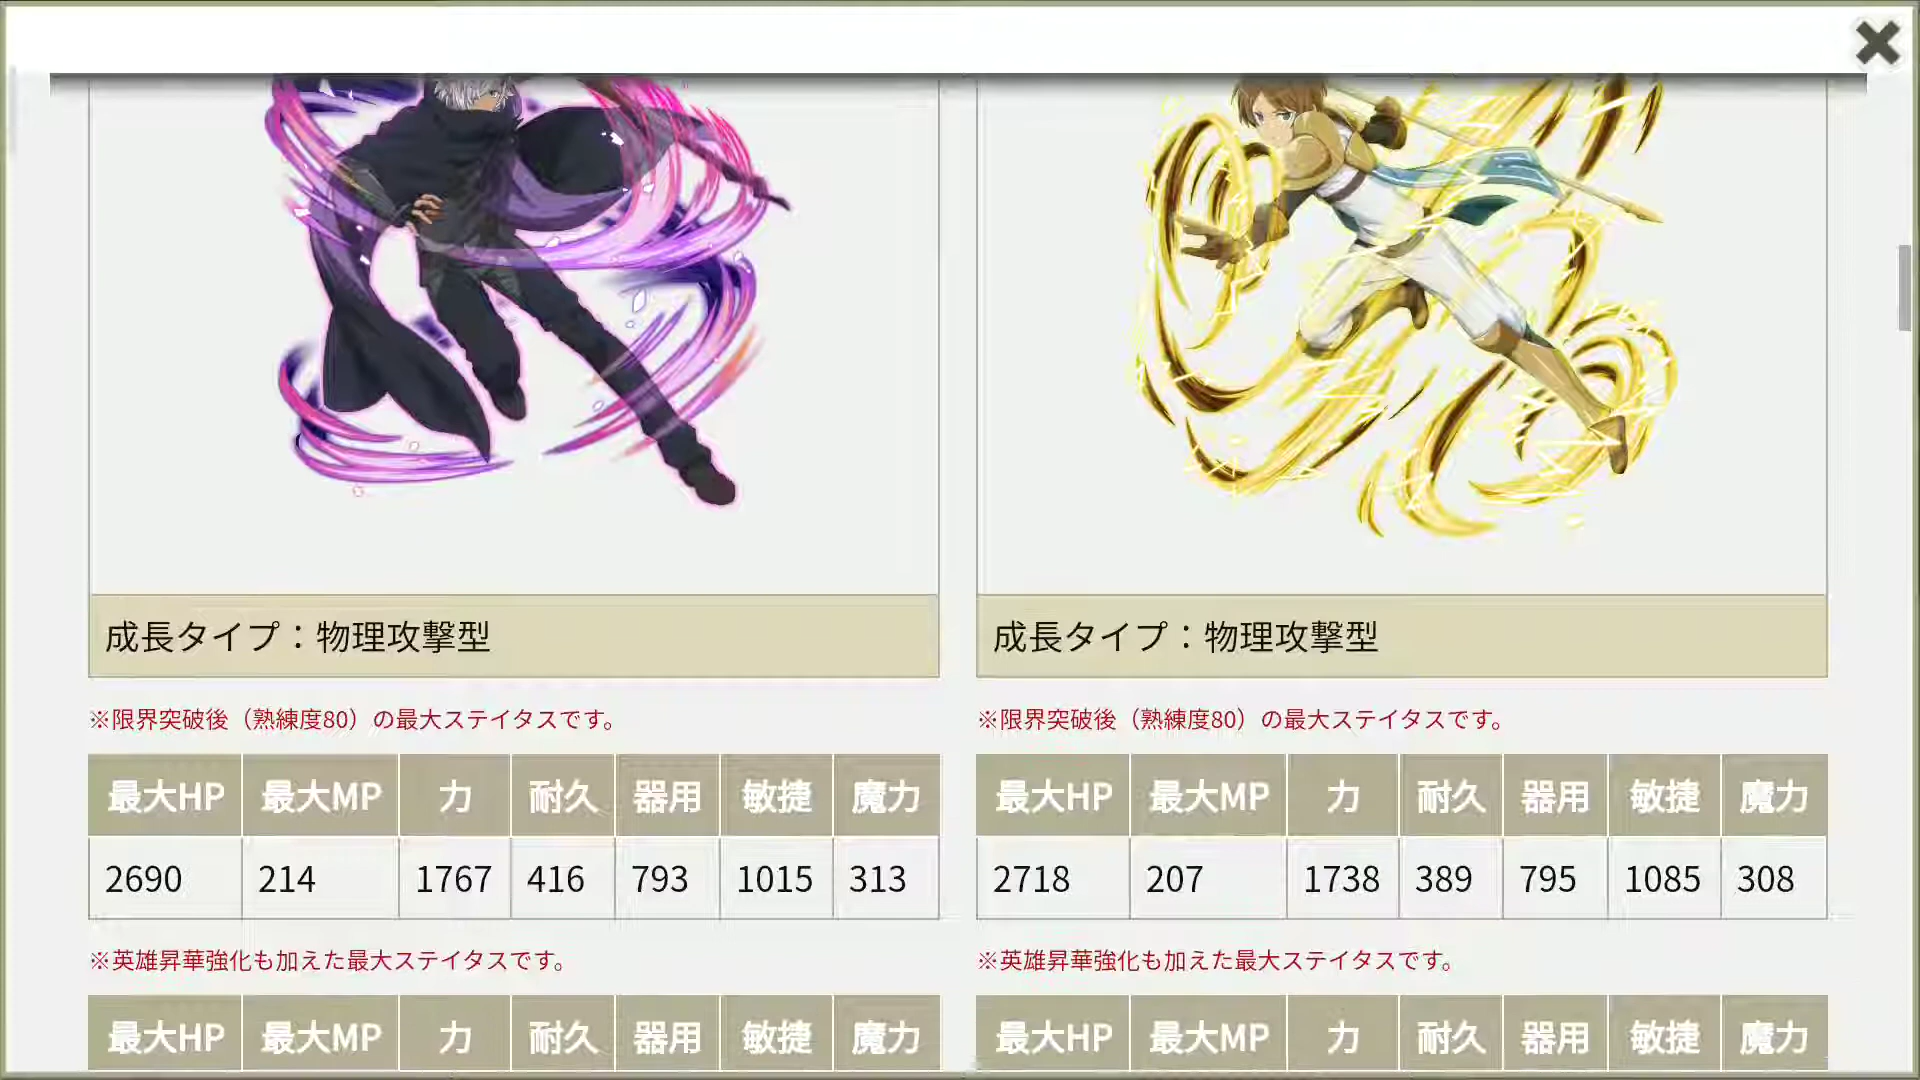 成長タイプ：物理攻撃型
※限界突破後（熟練度80）の最大ステイタスです。
最大HP 最大MP 力 耐久 器用 敏捷 魔力
2690 214 1767 416 793 1015 313
※英雄昇華強化も加えた最大ステイタスです。
最大HP 最大MP 力 耐久 器用 敏捷 魔力
成長タイプ：物理攻撃型
※限界突破後（熟練度80）の最大ステイタスです。
最大HP 最大MP 力 耐久 器用 敏捷 魔力
2718 207 1738 389 795 1085 308
※英雄昇華強化も加えた最大ステイタスです。
最大HP 最大MP 力 耐久 器用 敏捷 魔力